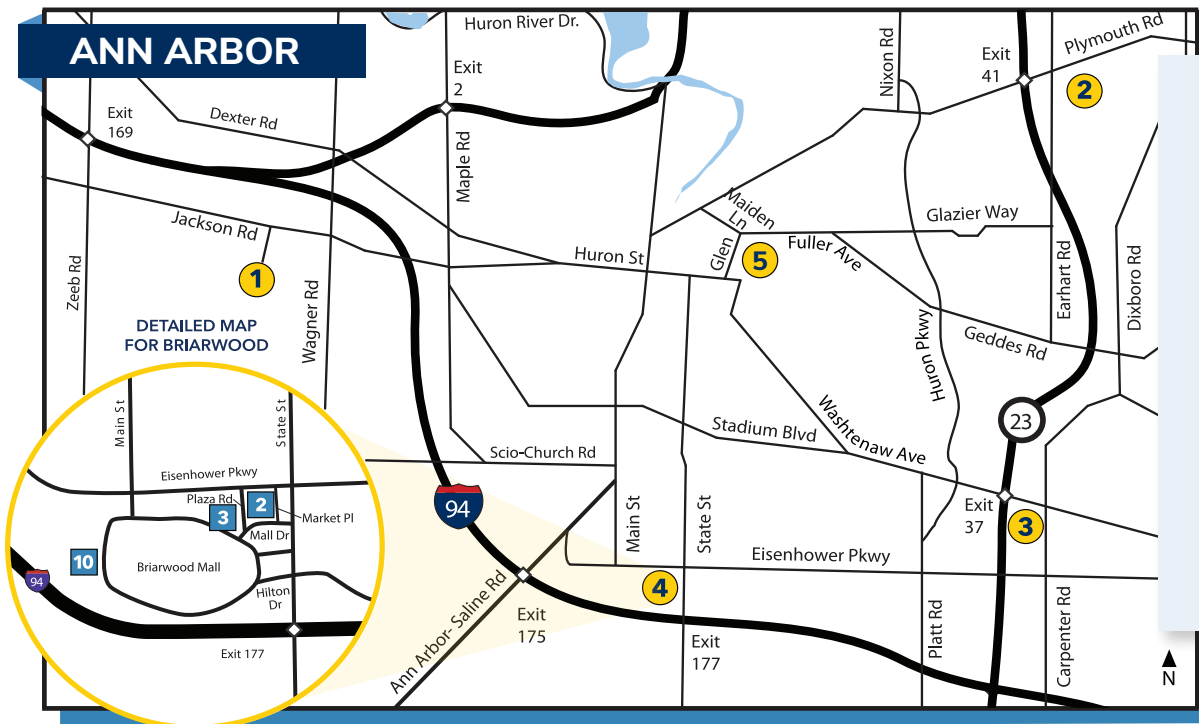 ANN ARBOR
Huron River Dr.
Exit
2
Exit
169
Dexter Rd
Maple Rd
Nixon Rd
Exit
41
Plymouth Rd
2
Jackson Rd
1
Zeeb Rd
Wagner Rd
Huron St
Maiden
Ln
Glen
5
Fuller Ave
Glazier Way
Earhart Rd
Dixboro Rd
Geddes Rd
Huron Pkwy
23
Stadium Blvd
Washtenaw Ave
Scio-Church Rd
94
Main St
State St
Exit
37
3
Eisenhower Pkwy
4
Ann Arbor- Saline Rd
Exit
175
Exit
177
Platt Rd
Carpenter Rd
N
DETAILED MAP
FOR BRIARWOOD
Main St
State St
Eisenhower Pkwy
Plaza Rd
2
3
Market Pl
Mall Dr
10
Briarwood Mall
94
Hilton
Dr
Exit 177